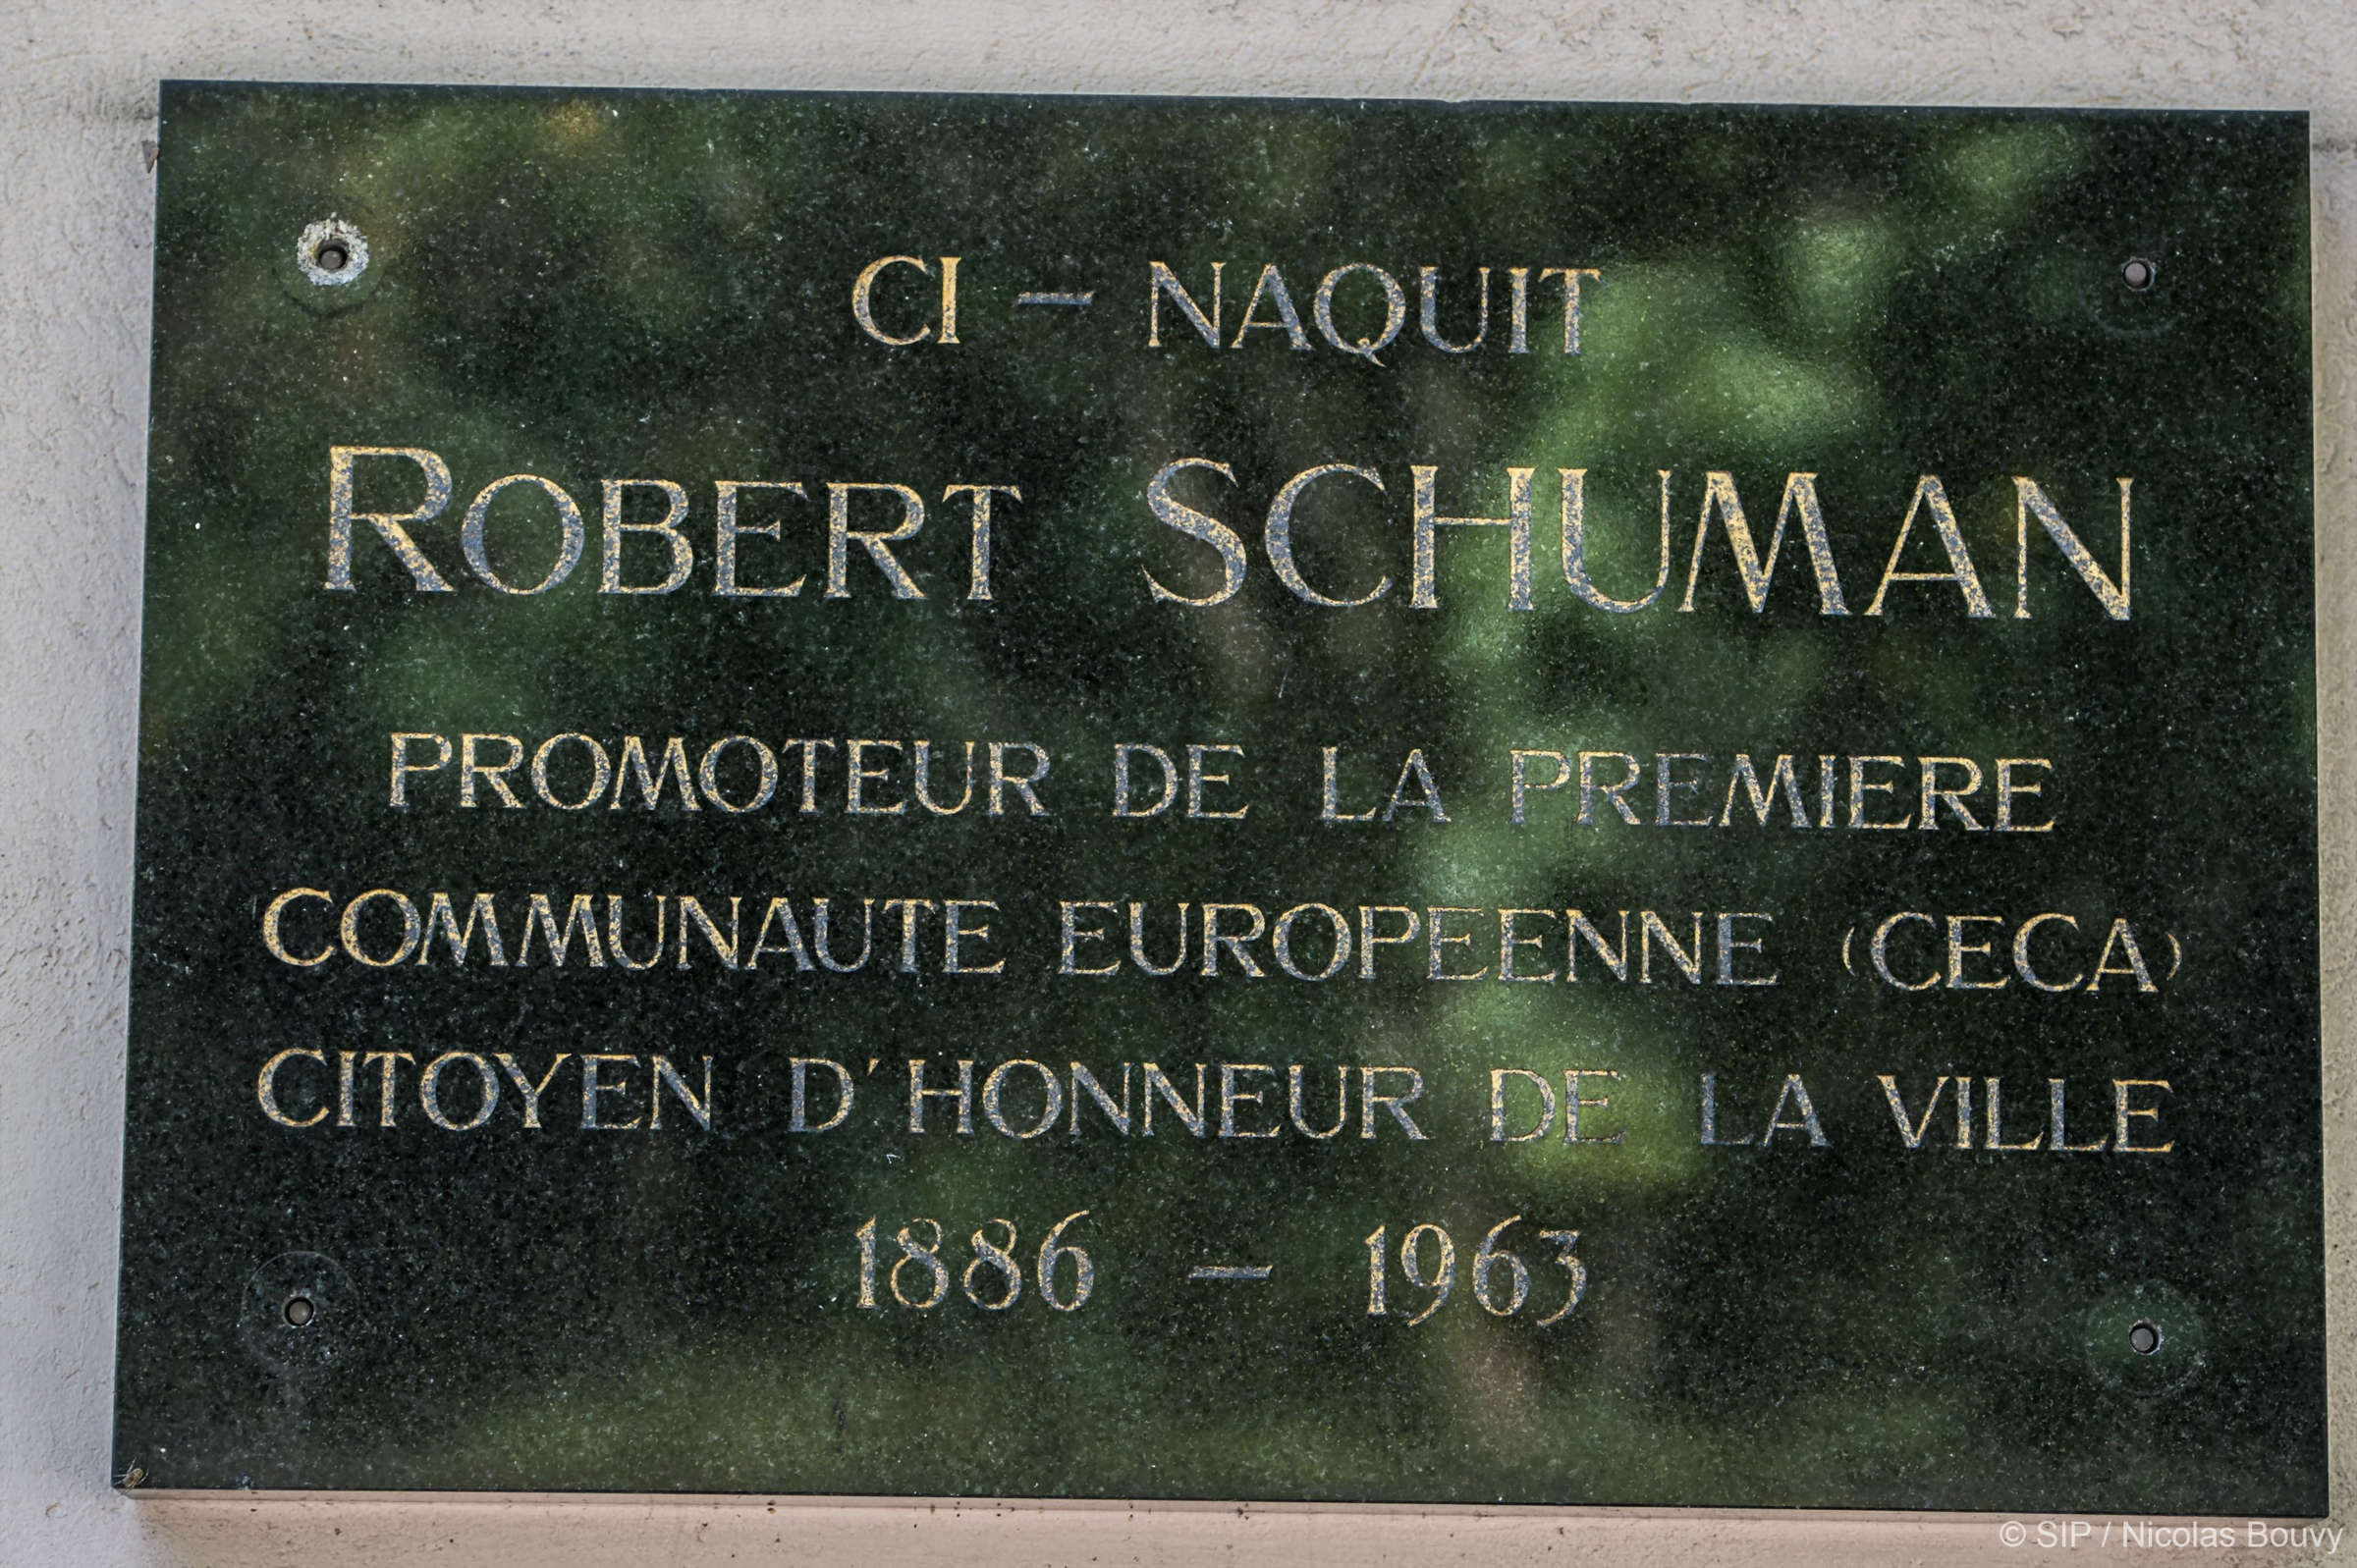 CI – NAQUIT
ROBERT SCHUMAN
PROMOTEUR DE LA PREMIERE
COMMUNAUTE EUROPEENNE (CECA)
CITOYEN D'HONNEUR DE LA VILLE
1886 – 1963
© SIP / Nicolas Bouvy